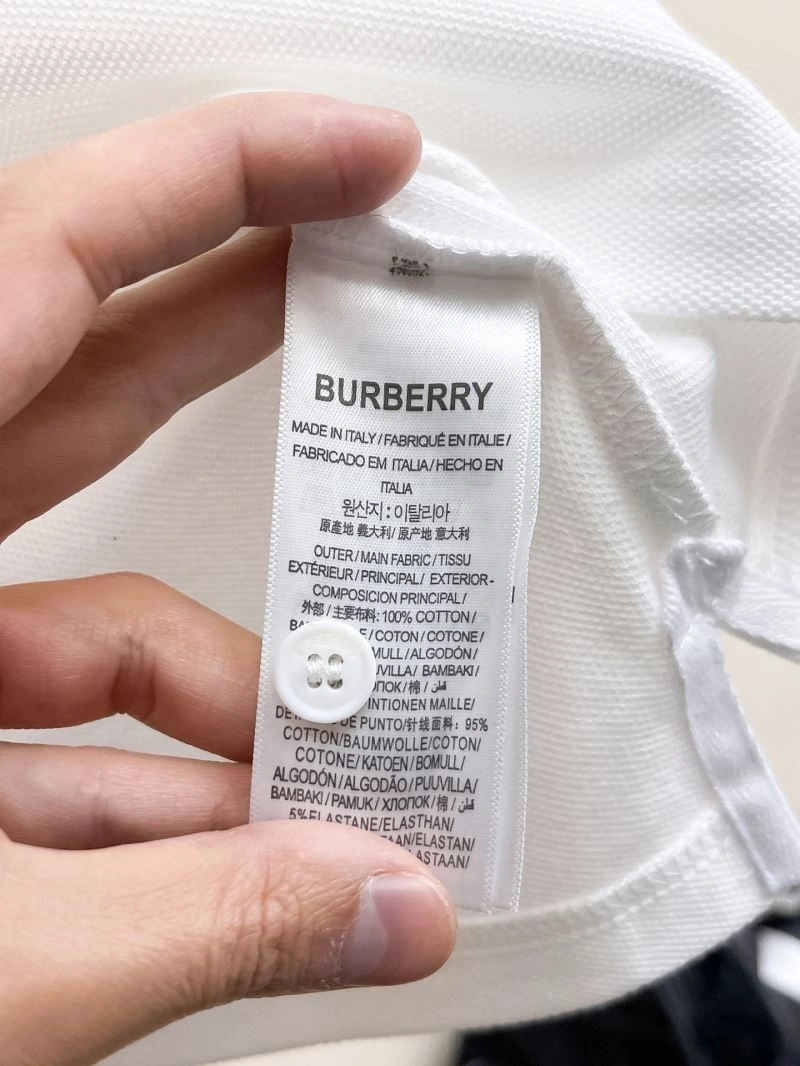 BURBERRY
MADE IN ITALY / FABRIQUÉ EN ITALIE /
FABRICADO EM ITALIA / HECHO EN
ITALIA
원산지 : 이탈리아
原產地 義大利 / 原产地 意大利
OUTER / MAIN FABRIC / TISSU
EXTÉRIEUR / PRINCIPAL / EXTERIOR-
COMPOSICION PRINCIPAL /
外部 / 主要布料: 100% COTTON /
/ COTON / COTONE /
MULL / ALGODÓN /
BAMBAKI /
/ 棉 / قطن
INTIONEN MAILLE /
DE PUNTO / 针线面料: 95%
COTTON / BAUMWOLLE / COTON /
COTONE / KATOEN / BOMULL /
ALGODÓN / ALGODÃO / PUUVILLA /
BAMBAKI / PAMUK / ХЛОПОК / 棉 / قطن
5% ELASTANE / ELASTHAN /
ELASTAN /